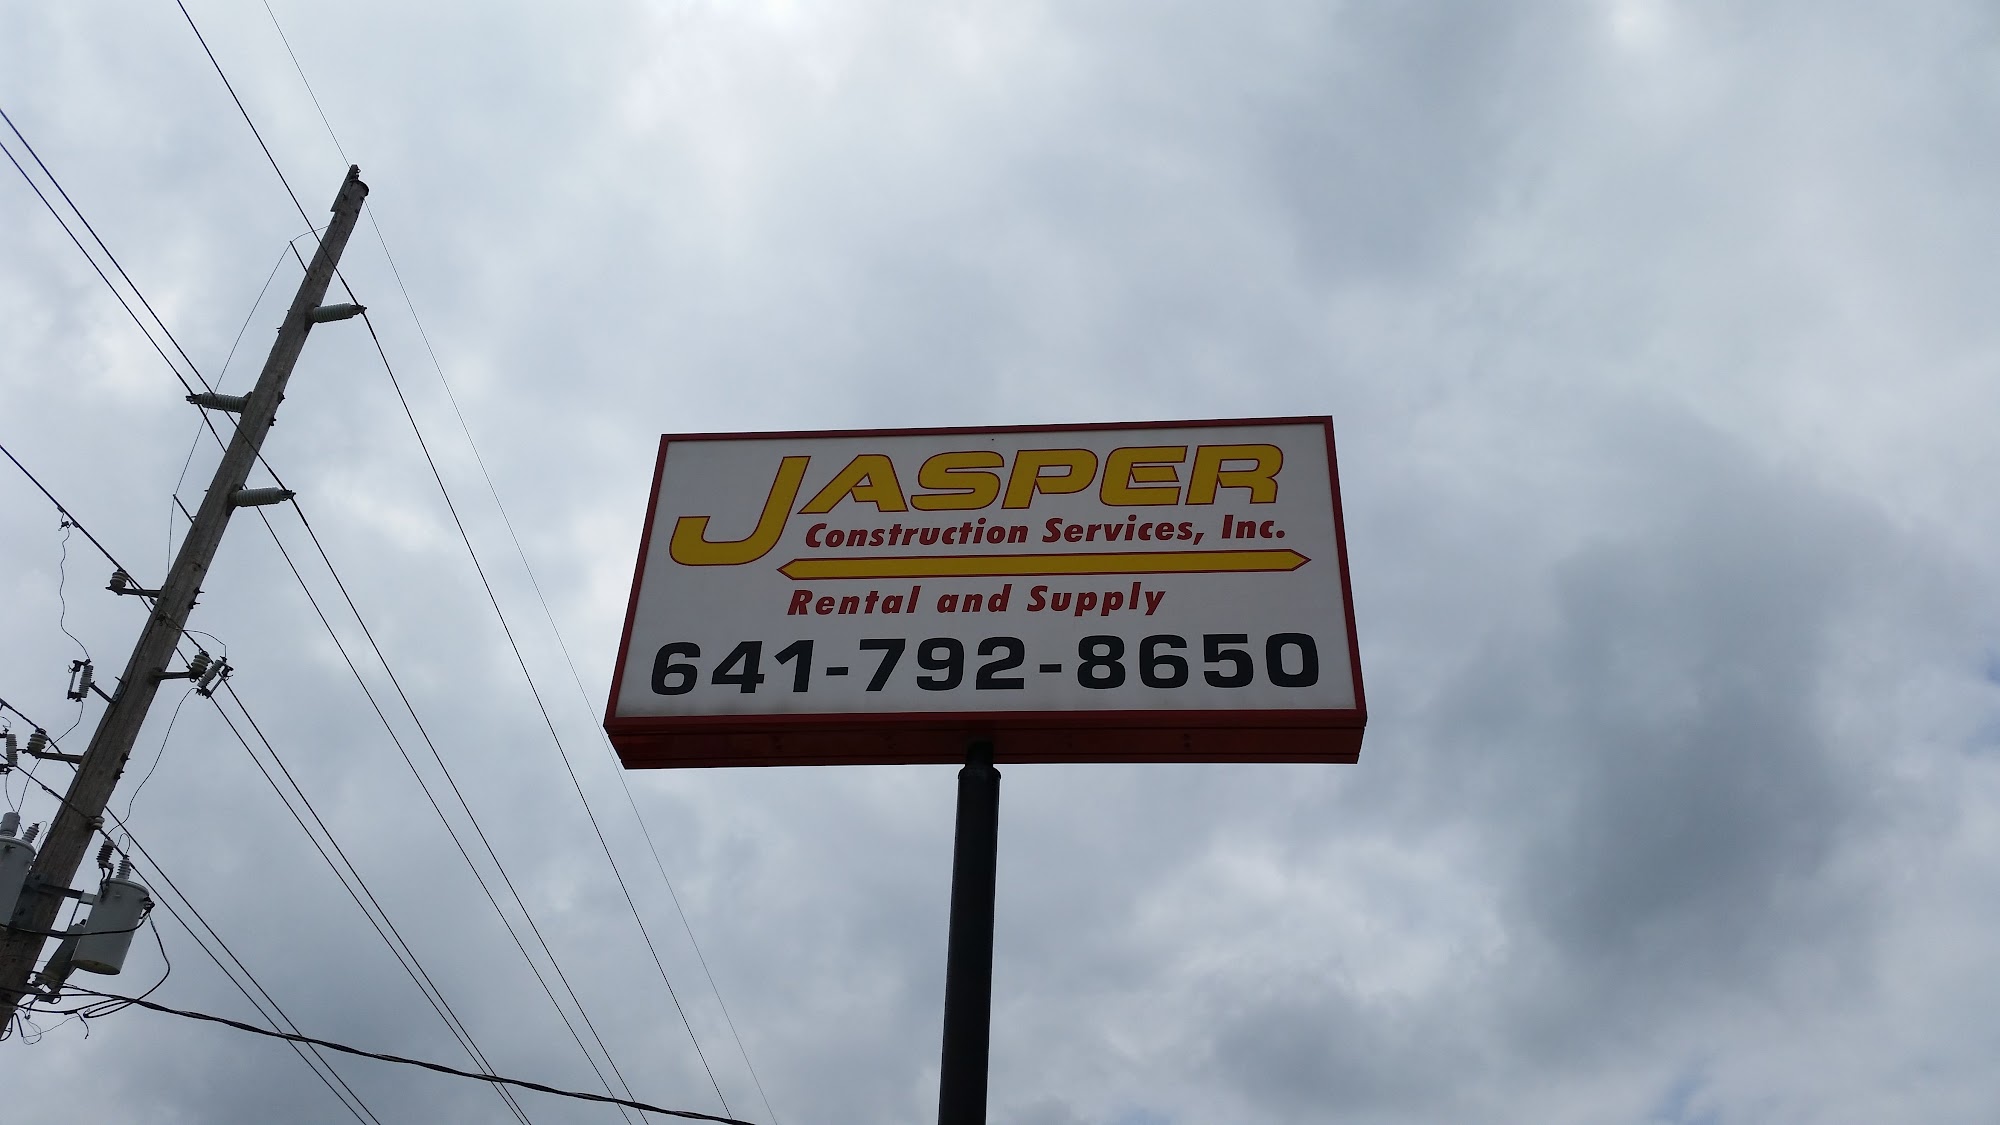 JASPER
Construction Services, Inc.
Rental and Supply
641-792-8650